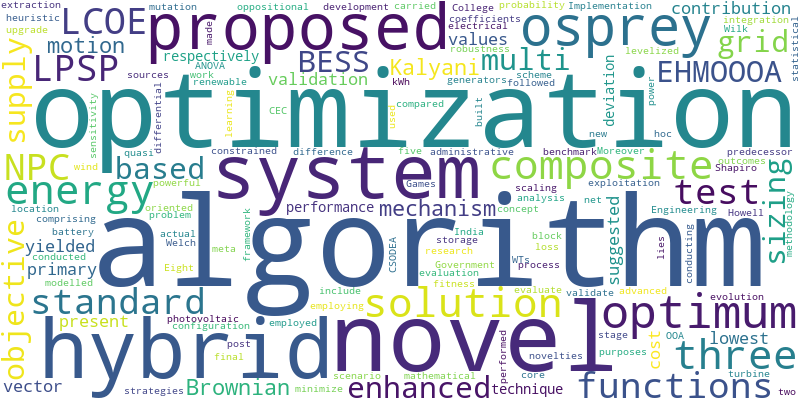 extraction LCOE mutation oppositional development carried College coefficients probability Implementation integration
heuristic proposed made electrical osprey contribution Wilk levelized
upgrade motion respectively BESS multi values robustness grid statistical
supply LPSP ANOVA sources work validation Kalyani generators scheme deviation EHMOOOA
sensitivity renewable kWh followed power
optimization
differential learning CEC used compared built new hoc
NPC quasi constrained difference five administrative benchmark Moreover predecessor
wind based system composite Shapiro outcomes
energy powerful Games scaling exploitation test sizing methodology
location oriented performance mechanism analysis net
comprising problem concept suggested Engineering Howell
battery actual algorithm India block lies
objective yielded conducted Welch framework meta storage loss WTs process conducting
primary modelled CSODEA Government research validate
standard Eight evaluation fitness include evaluate employing advanced evolution
present photovoltaic solution stage OOA optimum
configuration employed performed purposes cost lowest
hybrid post novel novelties three
final scenario mathematical core turbine
vector strategies Brownian minimize enhanced technique functions two